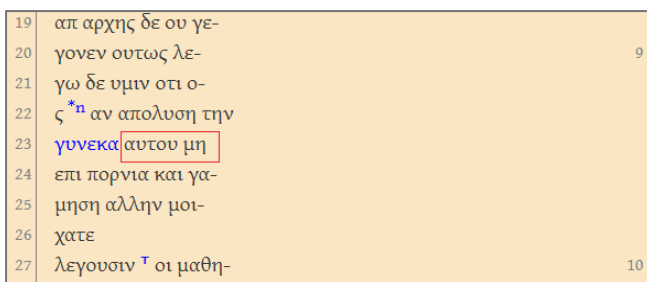 19 απ αρχης δε ου γε-
20 γονεν ουτως λε- 9
21 γω δε υμιν οτι ο-
22 ς *n αν απολυση την
23 γυνεκα αυτου μη
24 επι πορνια και γα-
25 μηση αλλην μοι-
26 χατε
27 λεγουσιν ⸆ οι μαθη- 10